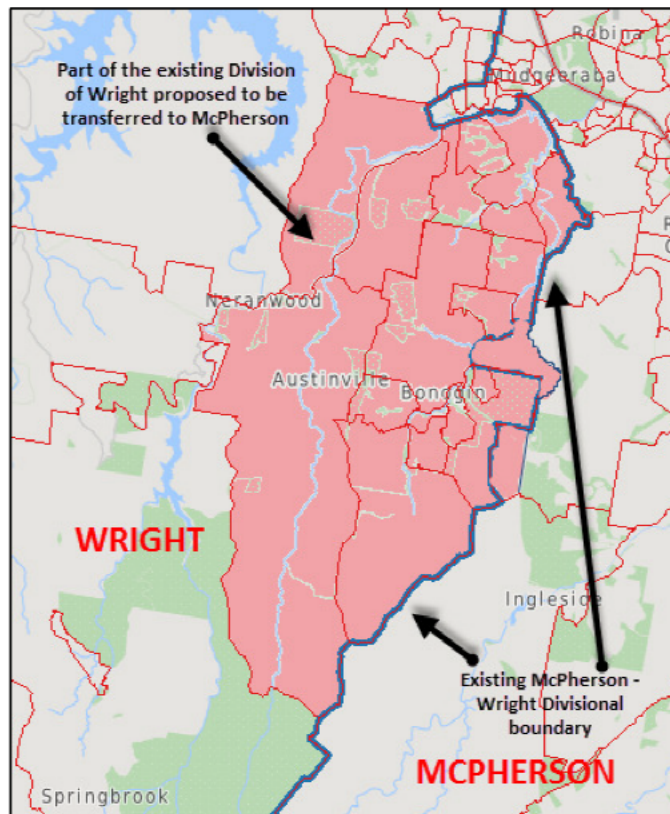 Robina
Mudgeeraba
Part of the existing Division
of Wright proposed to be
transferred to McPherson
Neranwood
Austinville
Bonogin
WRIGHT
Ingleside
Existing McPherson -
Wright Divisional
boundary
MCPHERSON
Springbrook